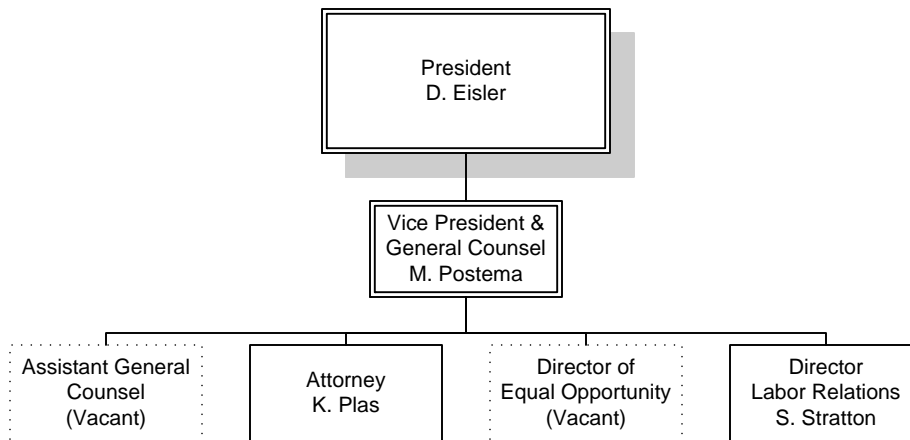 President
D. Eisler
Vice President &
General Counsel
M. Postema
Assistant General
Counsel
(Vacant)
Attorney
K. Plas
Director of
Equal Opportunity
(Vacant)
Director
Labor Relations
S. Stratton